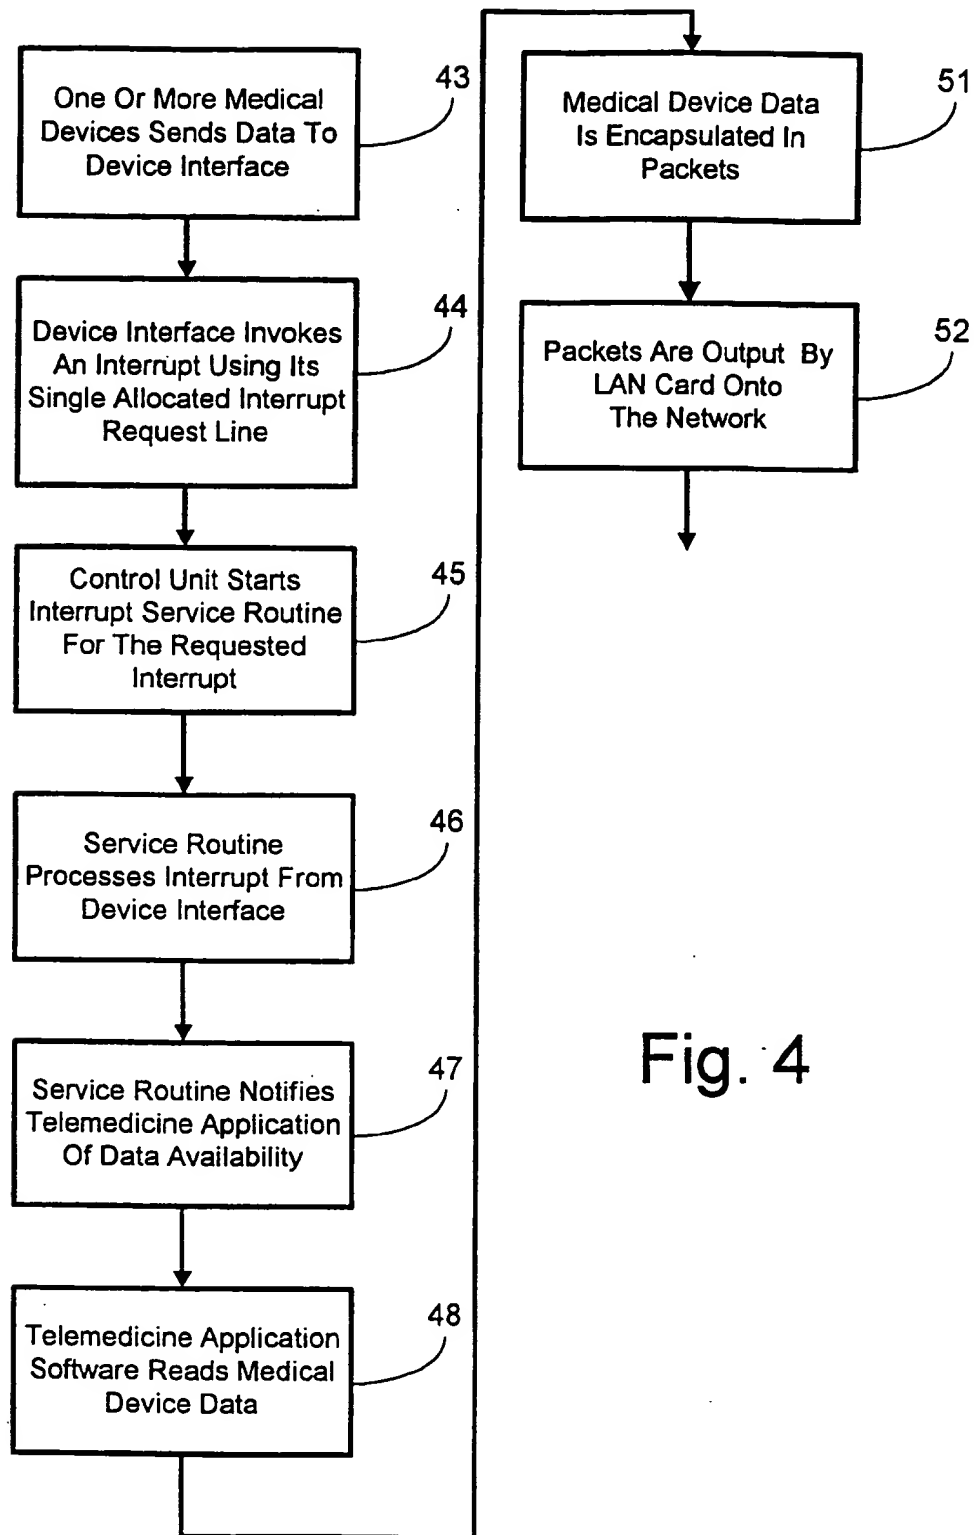 One Or More Medical
Devices Sends Data To
Device Interface
43
Device Interface Invokes
An Interrupt Using Its
Single Allocated Interrupt
Request Line
44
Control Unit Starts
Interrupt Service Routine
For The Requested
Interrupt
45
Service Routine
Processes Interrupt From
Device Interface
46
Service Routine Notifies
Telemedicine Application
Of Data Availability
47
Telemedicine Application
Software Reads Medical
Device Data
48
Medical Device Data
Is Encapsulated In
Packets
51
Packets Are Output By
LAN Card Onto
The Network
52
Fig. 4